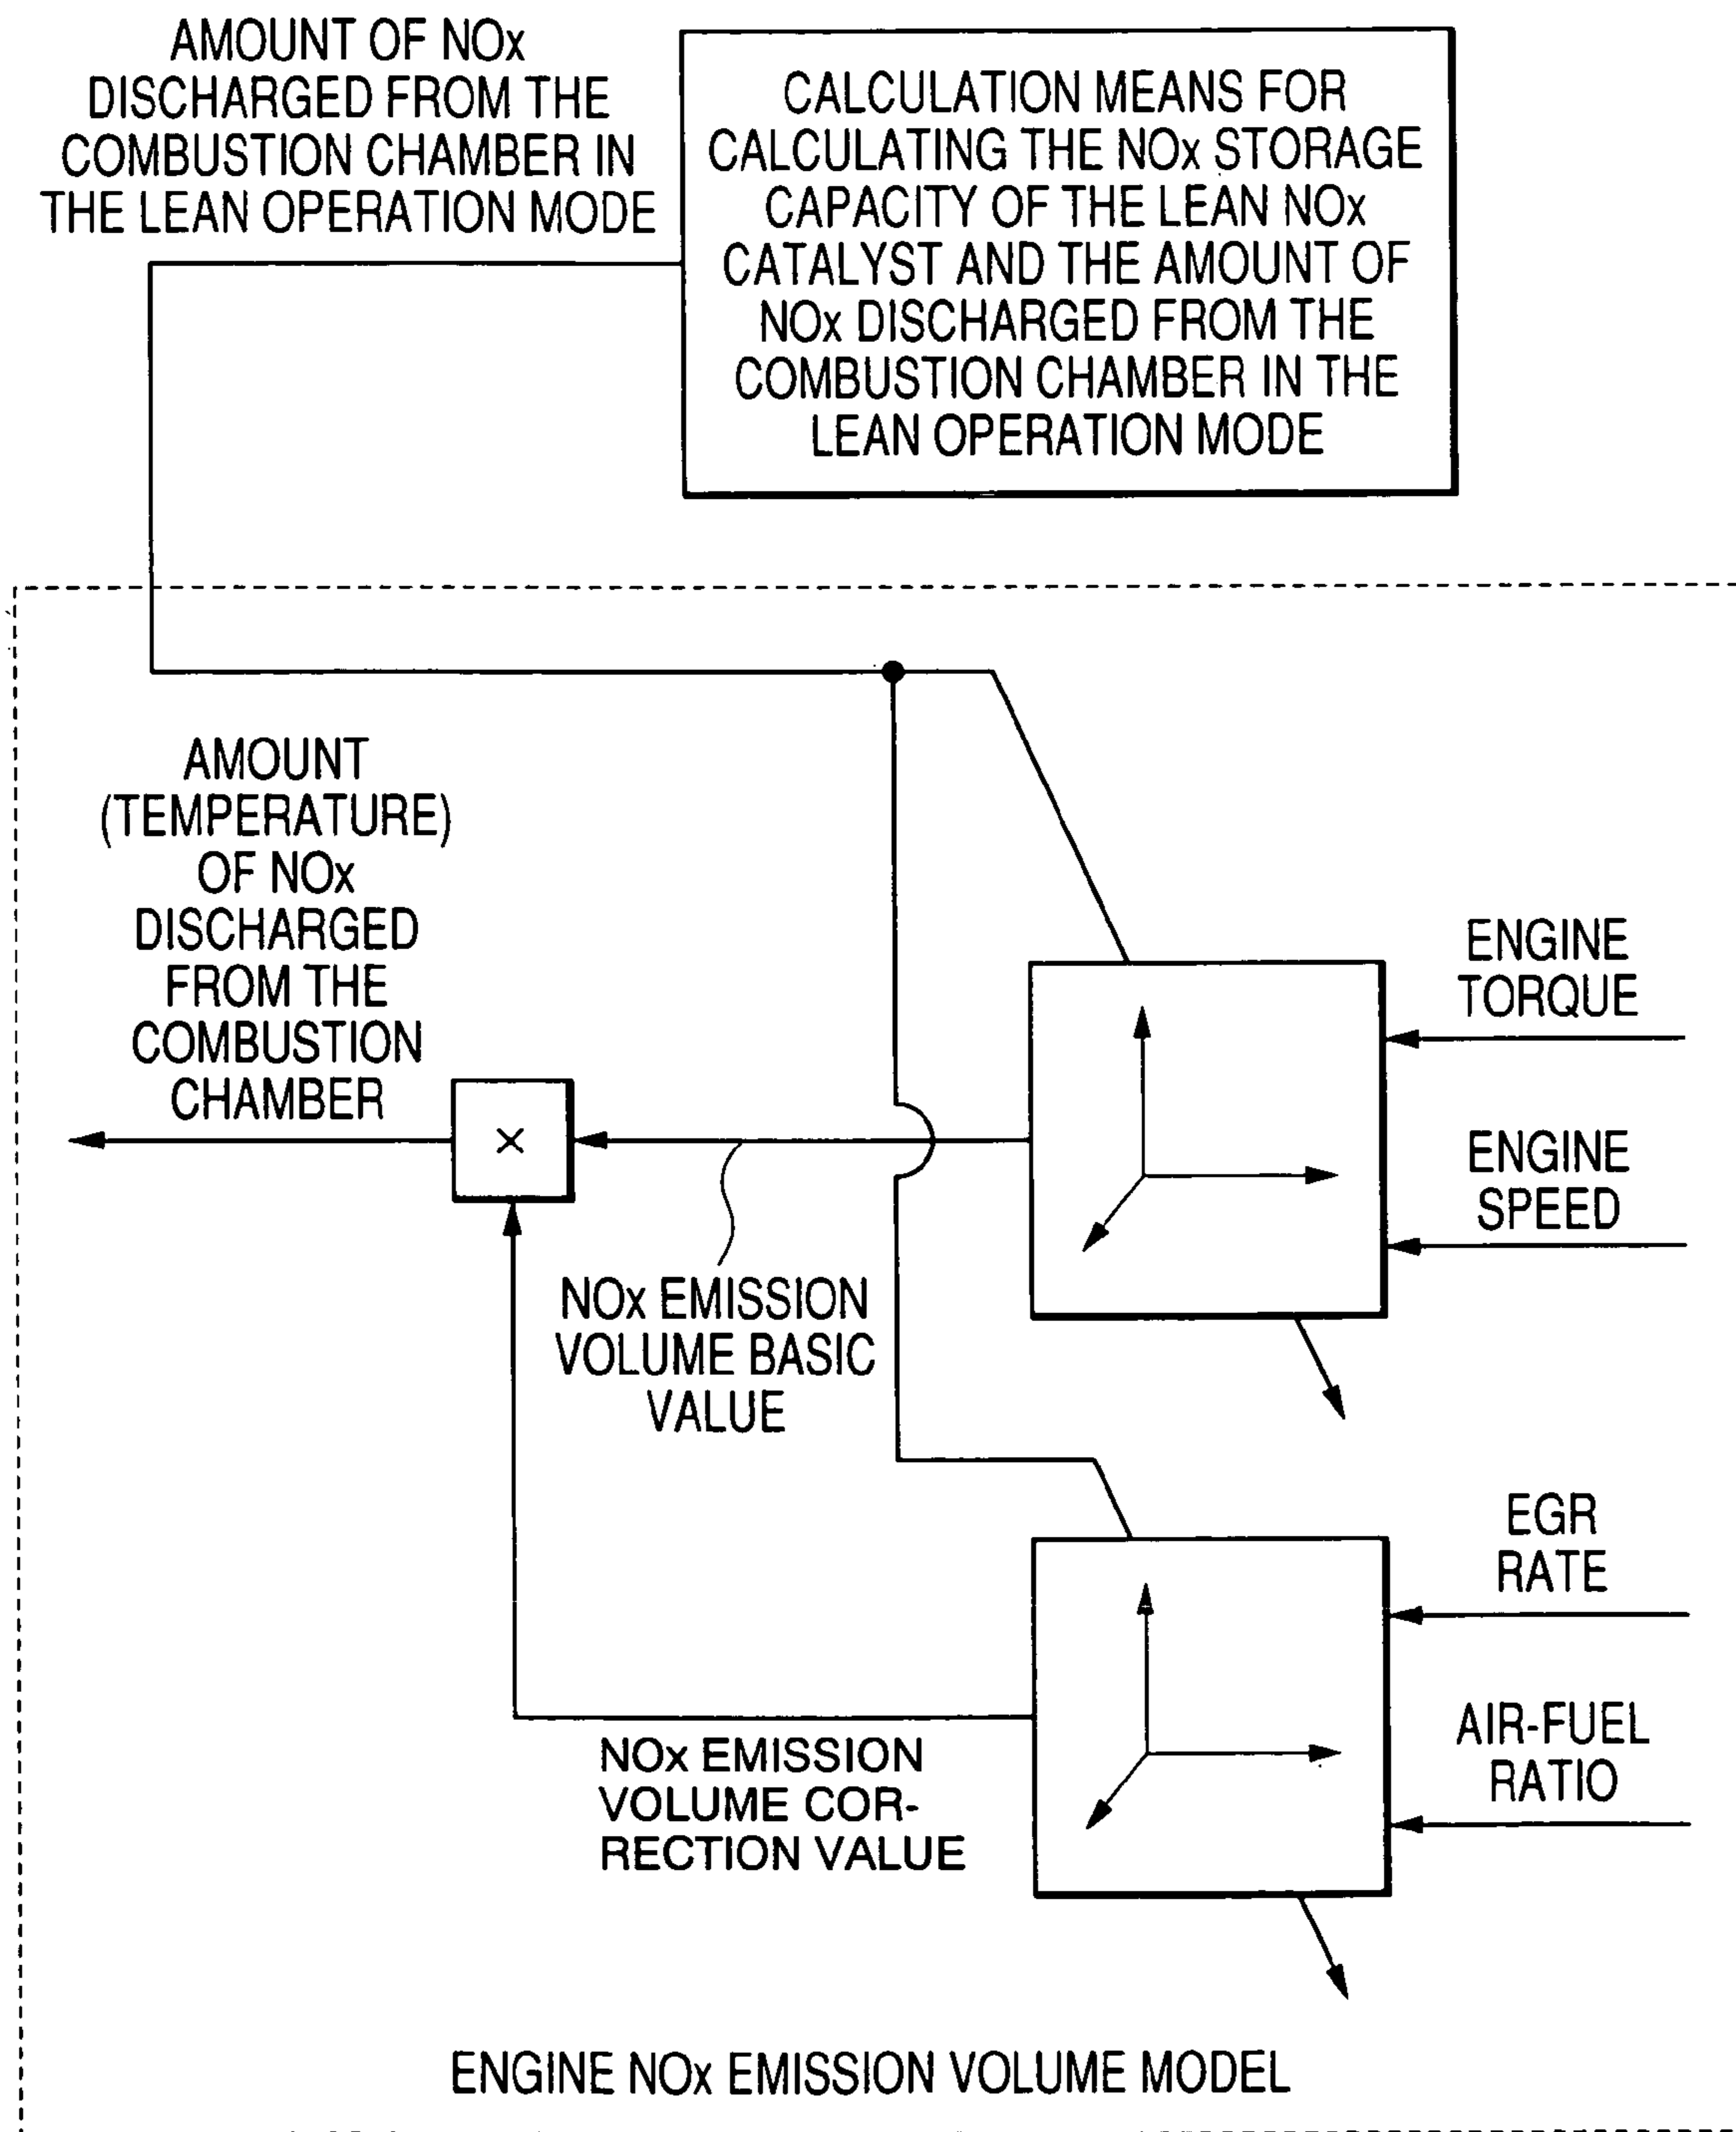 AMOUNT OF NOx
DISCHARGED FROM THE
COMBUSTION CHAMBER IN
THE LEAN OPERATION MODE
CALCULATION MEANS FOR
CALCULATING THE NOx STORAGE
CAPACITY OF THE LEAN NOx
CATALYST AND THE AMOUNT OF
NOx DISCHARGED FROM THE
COMBUSTION CHAMBER IN THE
LEAN OPERATION MODE
AMOUNT
(TEMPERATURE)
OF NOx
DISCHARGED
FROM THE
COMBUSTION
CHAMBER
×
ENGINE
TORQUE
ENGINE
SPEED
NOx EMISSION
VOLUME BASIC
VALUE
EGR
RATE
AIR-FUEL
RATIO
NOx EMISSION
VOLUME COR-
RECTION VALUE
ENGINE NOx EMISSION VOLUME MODEL